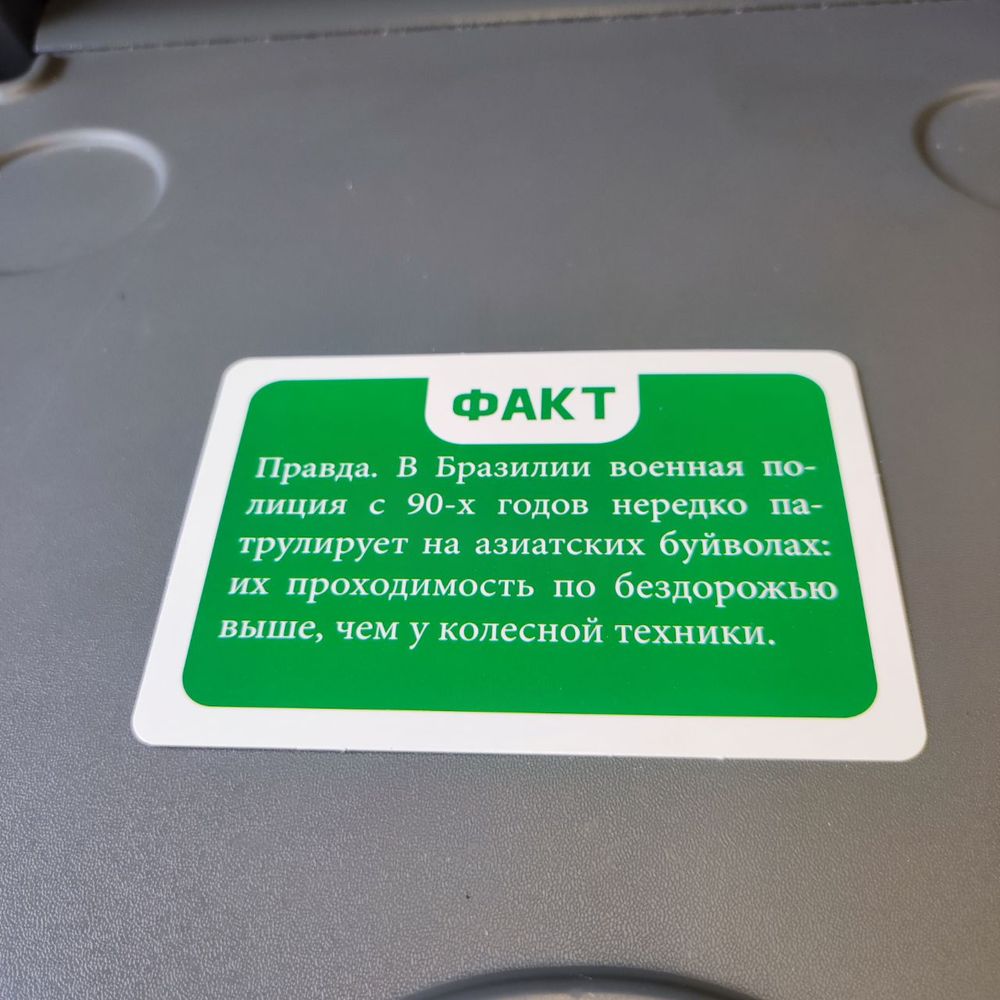 ФАКТ
Правда. В Бразилии военная по-
лиция с 90-х годов нередко па-
трулирует на азиатских буйволах:
их проходимость по бездорожью
выше, чем у колесной техники.